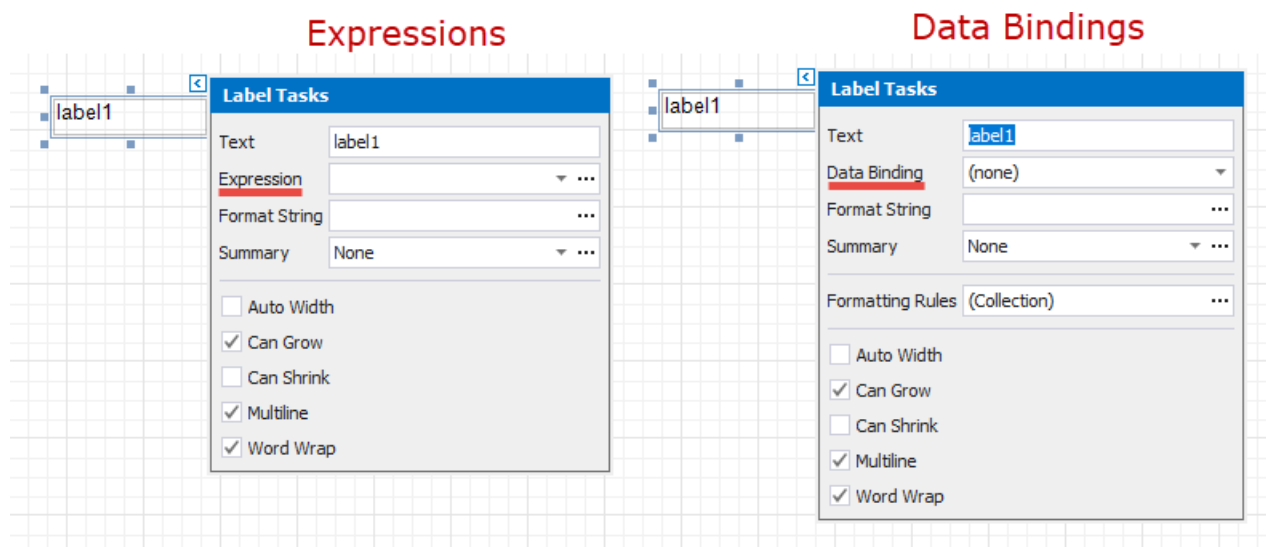 Expressions
label1
Label Tasks
Text label1
Expression
Format String
Summary None
Auto Width
Can Grow
Can Shrink
Multiline
Word Wrap
Data Bindings
label1
Label Tasks
Text label1
Data Binding (none)
Format String
Summary None
Formatting Rules (Collection)
Auto Width
Can Grow
Can Shrink
Multiline
Word Wrap